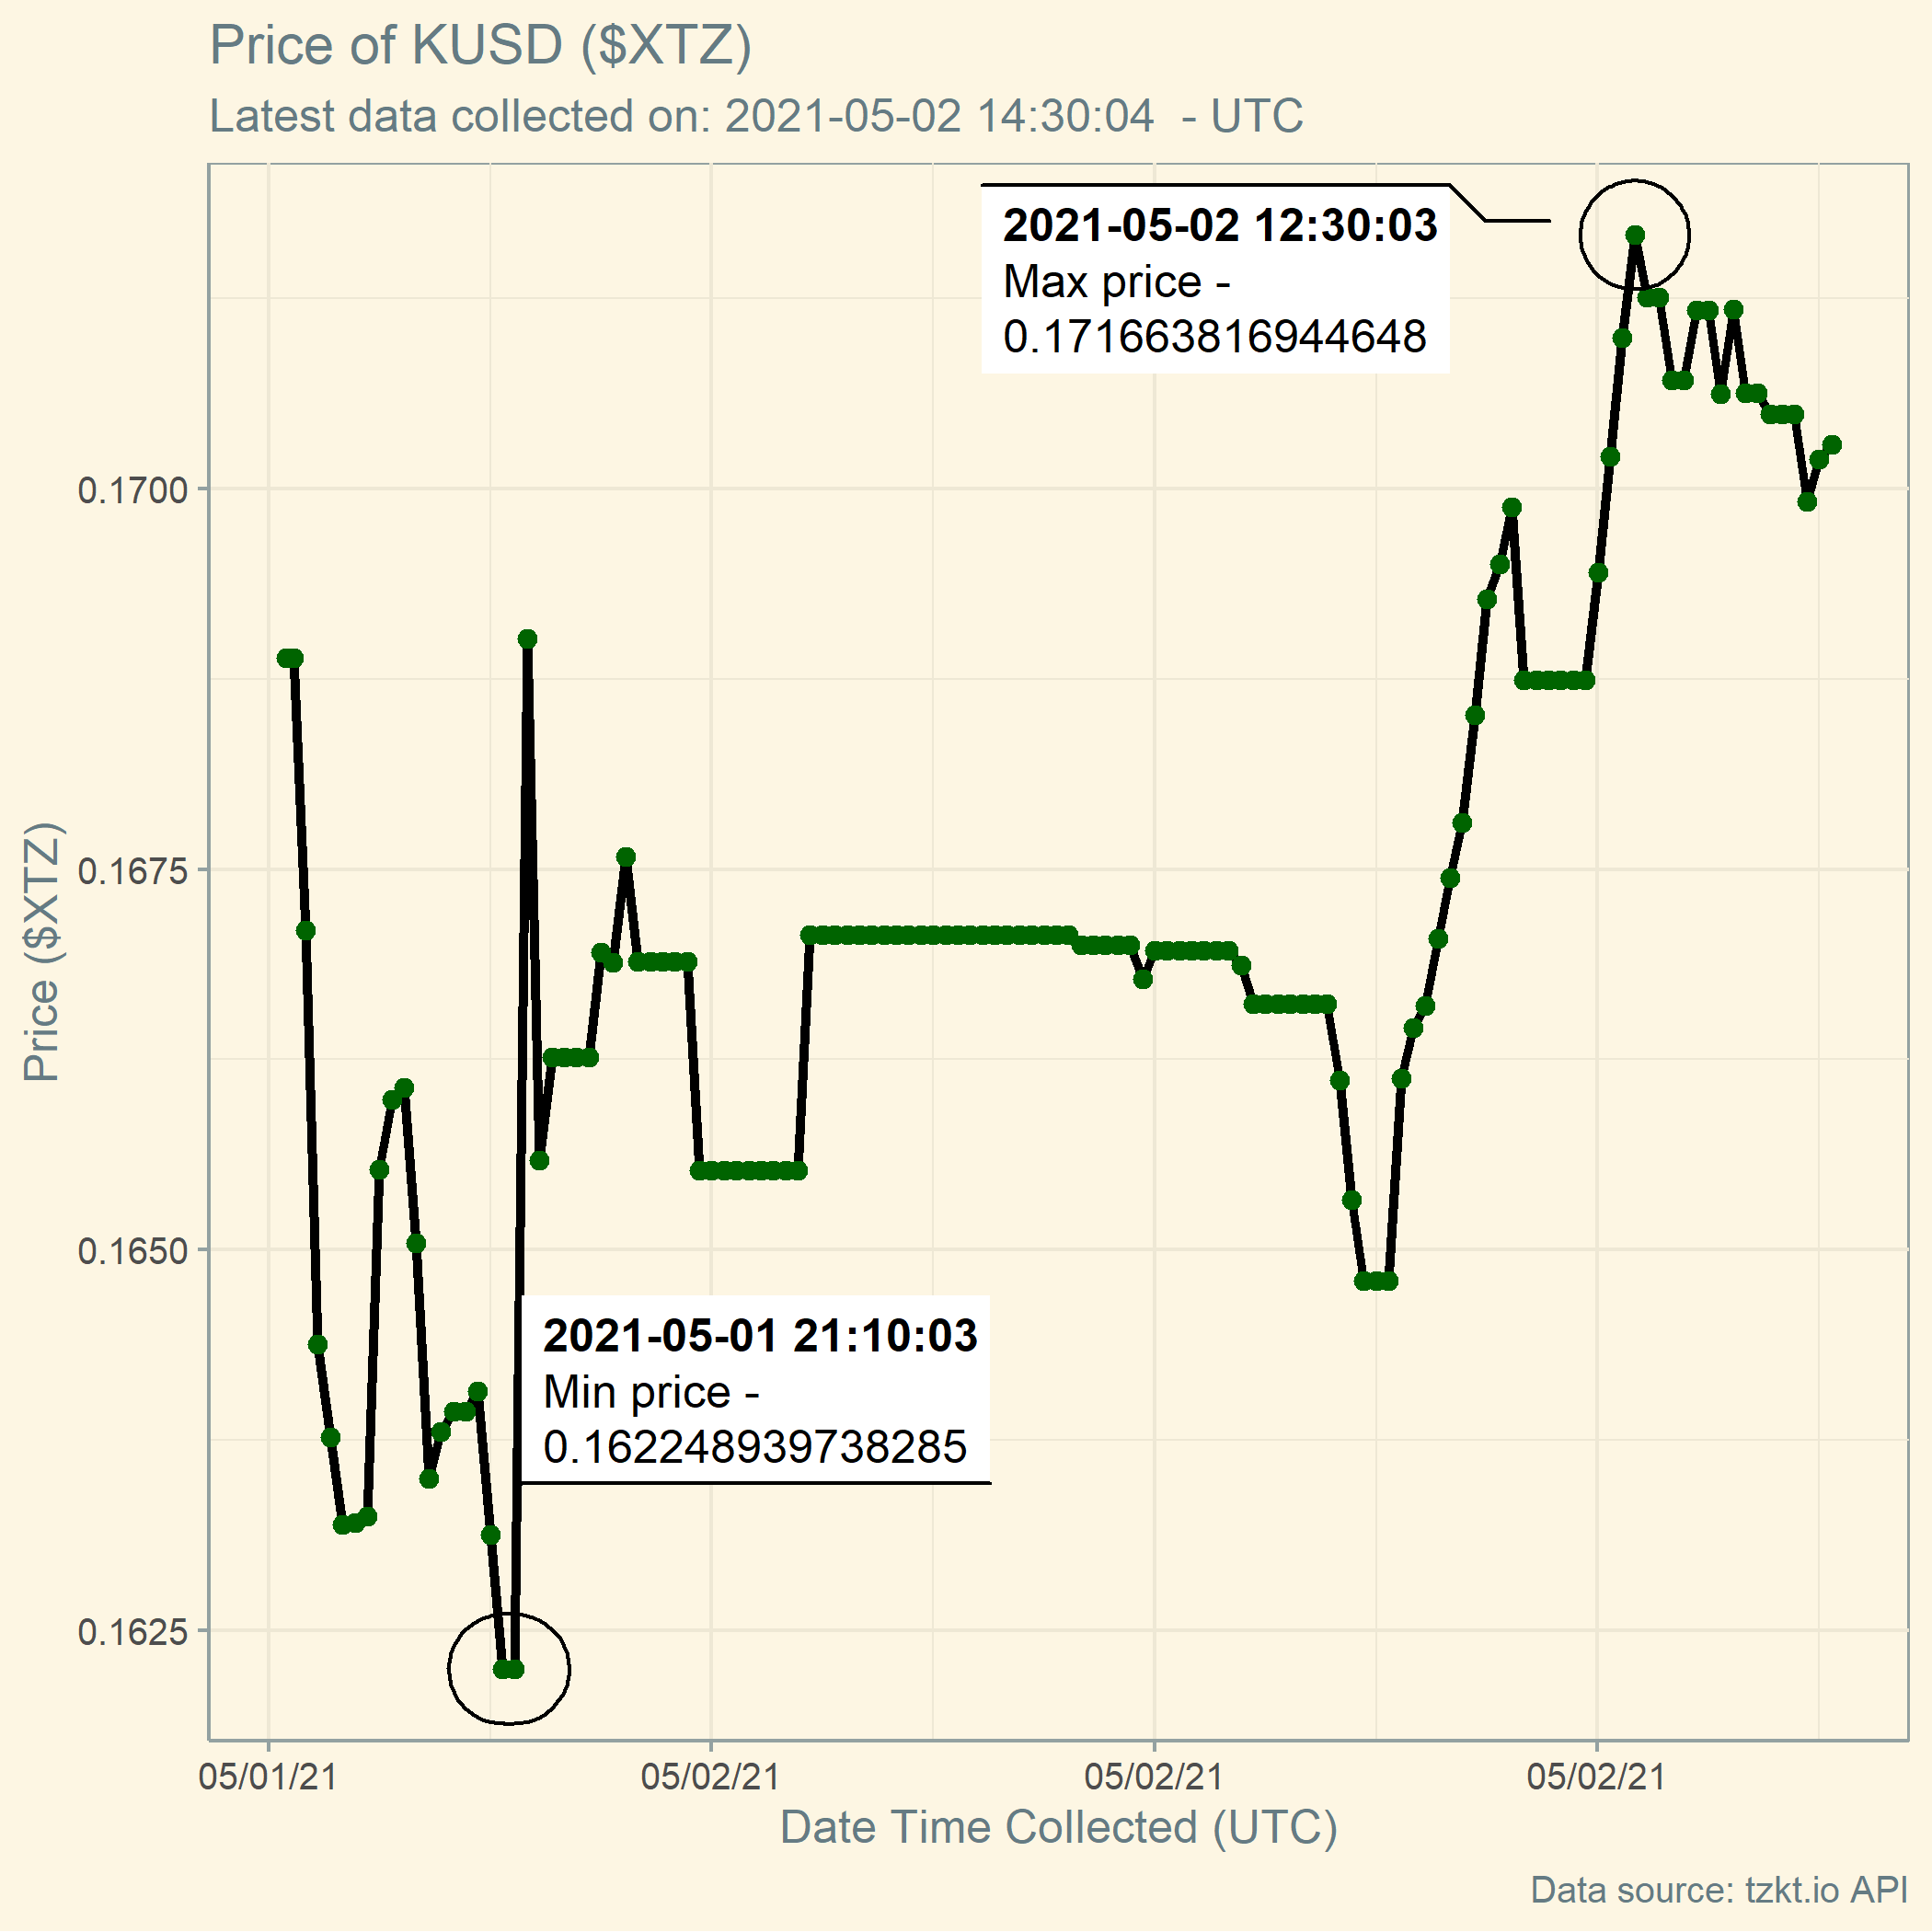 Price of KUSD ($XTZ)
Latest data collected on: 2021-05-02 14:30:04  - UTC
2021-05-02 12:30:03
Max price -
0.171663816944648
0.1700
0.1675
0.1650
0.1625
Price ($XTZ)
2021-05-01 21:10:03
Min price -
0.162248939738285
05/01/21 05/02/21 05/02/21 05/02/21
Date Time Collected (UTC)
Data source: tzkt.io API